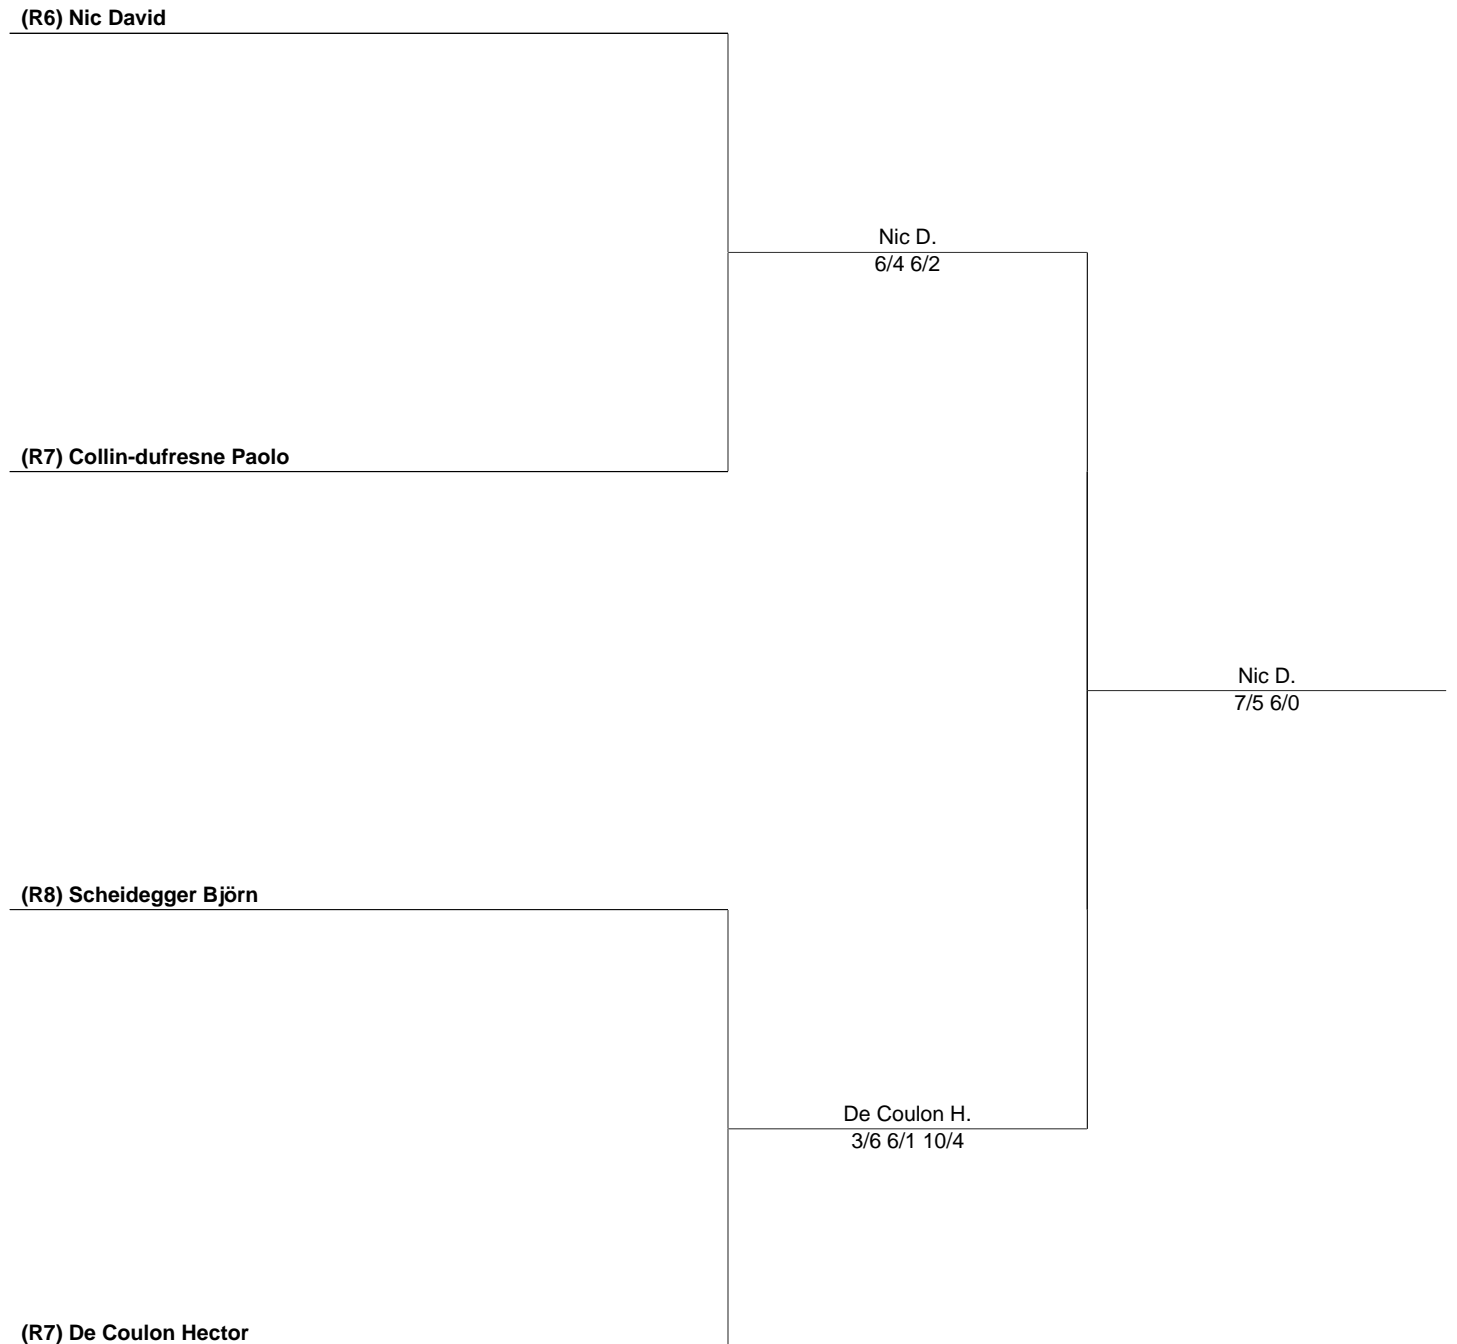 (R6) Nic David
Nic D.
6/4 6/2
(R7) Collin-dufresne Paolo
Nic D.
7/5 6/0
(R8) Scheidegger Björn
De Coulon H.
3/6 6/1 10/4
(R7) De Coulon Hector